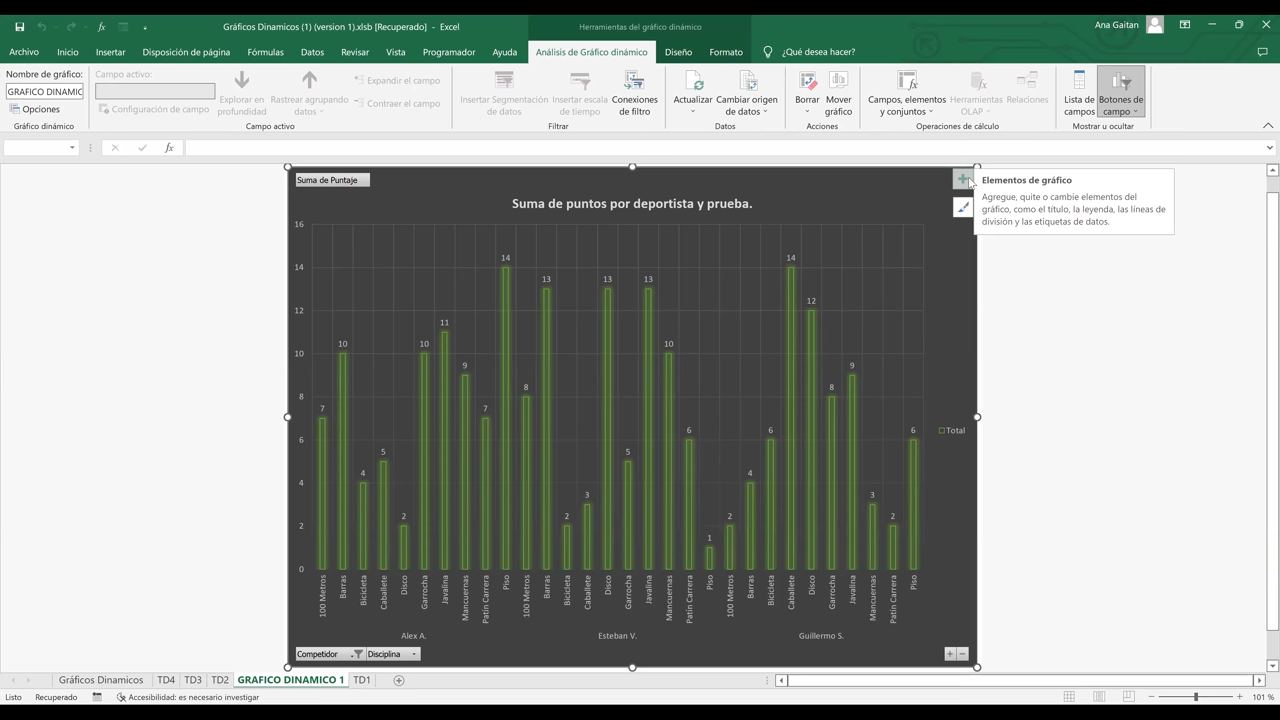 Gráficos Dinamicos (1) (version 1).xlsb [Recuperado] - Excel
Herramientas del gráfico dinámico
Ana Gaitan
Archivo Inicio Insertar Disposición de página Fórmulas Datos Revisar Vista Programador Ayuda Análisis de Gráfico dinámico Diseño Formato ¿Qué desea hacer?
Nombre de gráfico:
GRAFICO DINAMIC
Opciones
Gráfico dinámico
Campo activo:
Configuración de campo
Explorar en profundidad
Rastrear agrupando datos
Expandir el campo
Contraer el campo
Campo activo
Insertar Segmentación de datos
Insertar escala de tiempo
Conexiones de filtro
Filtrar
Actualizar
Cambiar origen de datos
Datos
Borrar
Mover gráfico
Acciones
Campos, elementos y conjuntos
Herramientas OLAP
Relaciones
Operaciones de cálculo
Lista de campos
Botones de campo
Mostrar u ocultar
fx
Suma de Puntaje
Suma de puntos por deportista y prueba.
Elementos de gráfico
Agregue, quite o cambie elementos del
gráfico, como el título, la leyenda, las líneas de
división y las etiquetas de datos.
16
14
12
10
8
6
4
2
0
7 10 4 5 2 10 11 9 7 14 8 13 2 3 13 5 13 10 6 1 2 4 6 14 12 8 9 3 2 6
Total
100 Metros Barras Bicicleta Caballete Disco Garrocha Javalina Mancuernas Patín Carrera Piso 100 Metros Barras Bicicleta Caballete Disco Garrocha Javalina Mancuernas Patín Carrera Piso 100 Metros Barras Bicicleta Caballete Disco Garrocha Javalina Mancuernas Patín Carrera Piso
Alex A. Esteban V. Guillermo S.
Competidor Disciplina
Gráficos Dinamicos TD4 TD3 TD2 GRAFICO DINAMICO 1 TD1
Listo Recuperado Accesibilidad: es necesario investigar 101 %